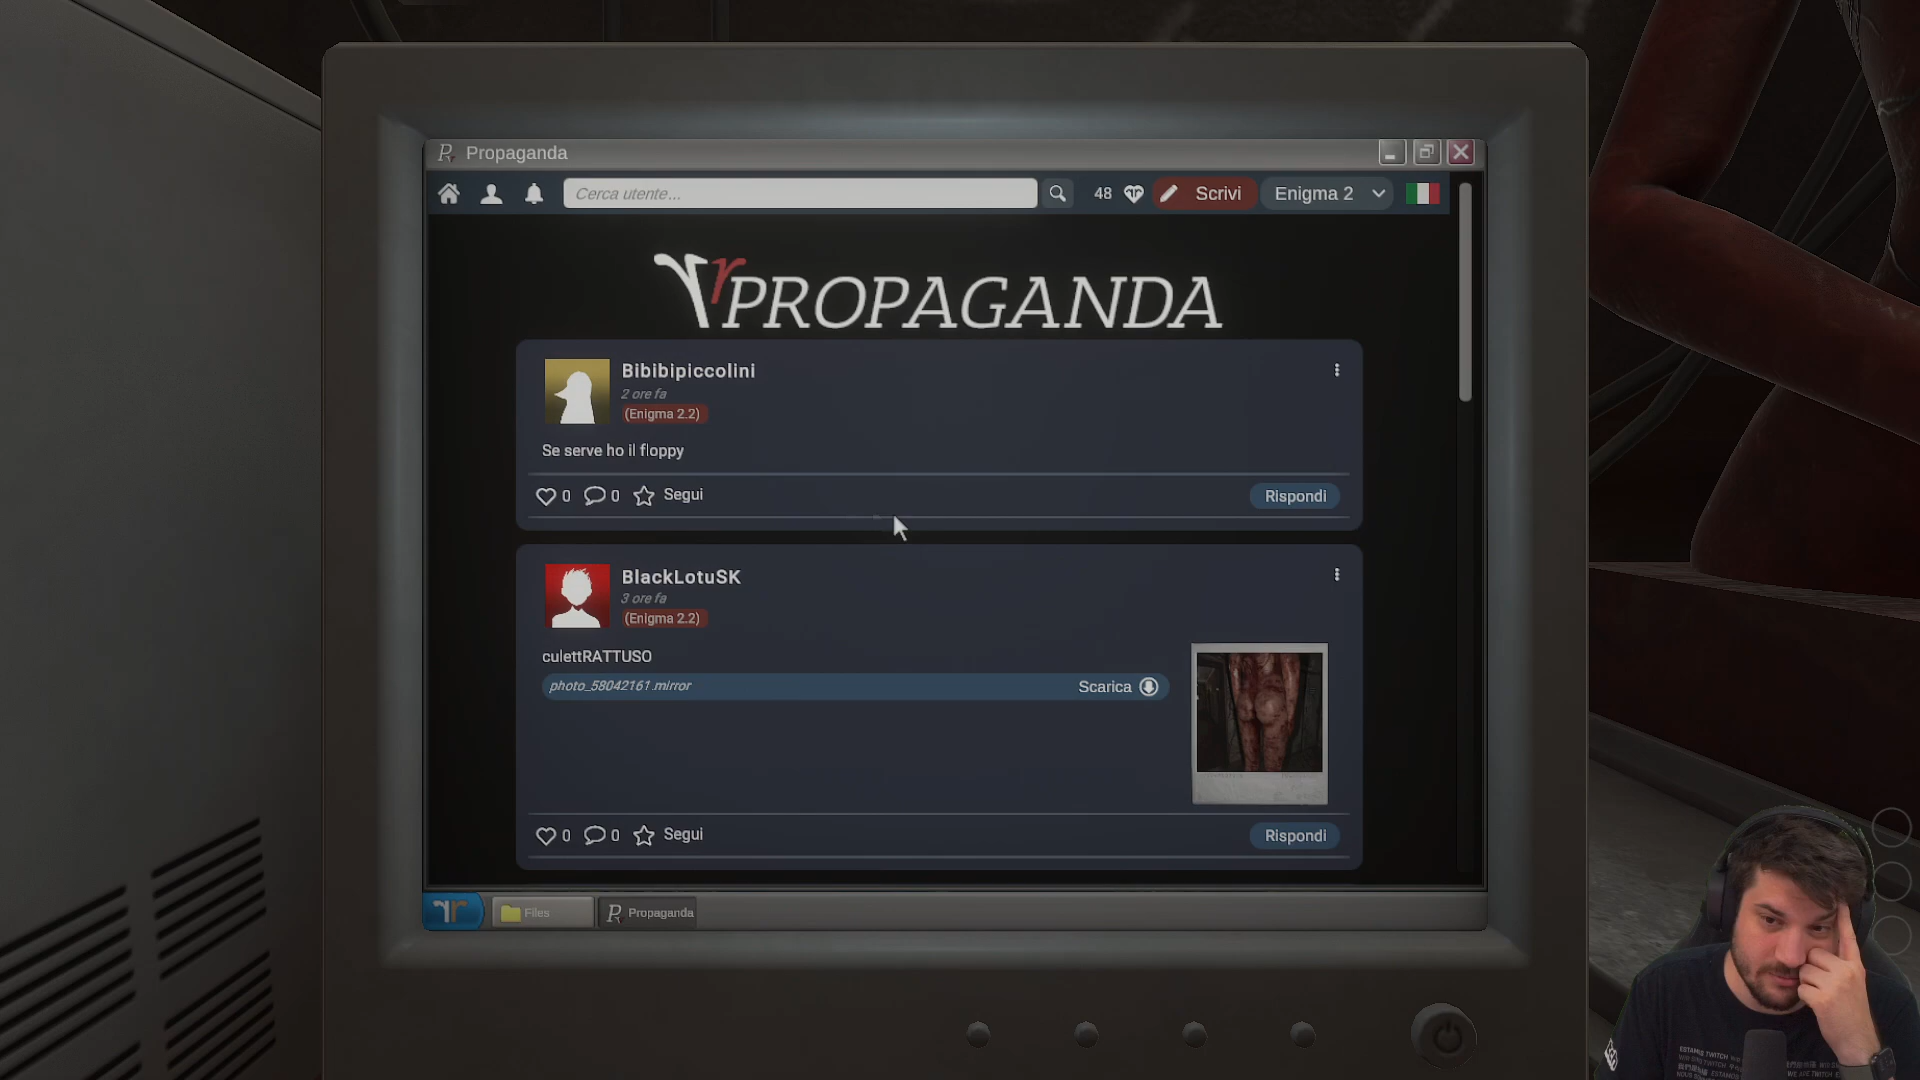 Propaganda
Cerca utente...
48
Scrivi
Enigma 2
PROPAGANDA
Bibibipiccolini
2 ore fa
(Enigma 2.2)
Se serve ho il floppy
0
0
Segui
Rispondi
BlackLotuSK
3 ore fa
(Enigma 2.2)
culettRATTUSO
photo_58042161.mirror
Scarica
0
0
Segui
Rispondi
Files
Propaganda
ESTAMOS TWITCH